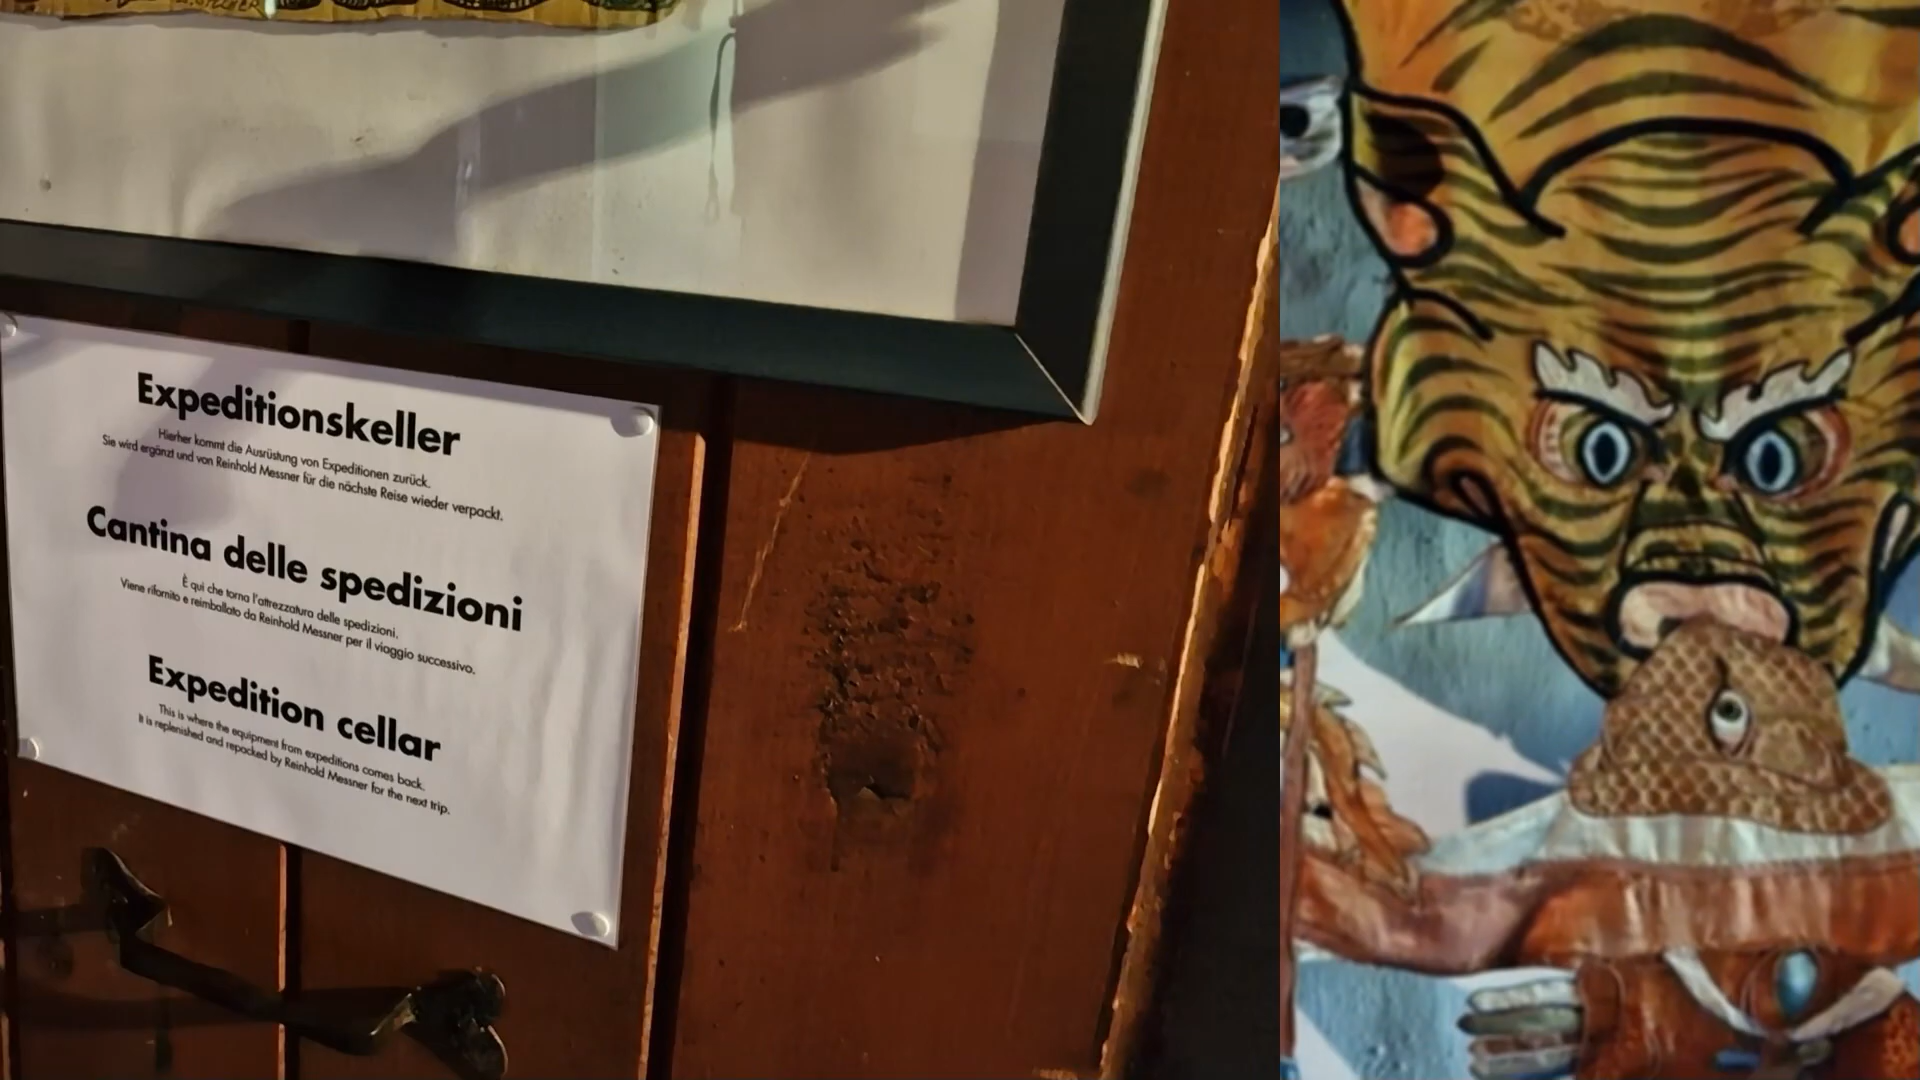 Expeditionskeller
Hierher kommt die Ausrüstung von Expeditionen zurück.
Sie wird ergänzt und von Reinhold Messner für die nächste Reise wieder verpackt.
Cantina delle spedizioni
È qui che torna l'attrezzatura delle spedizioni.
Viene rifornito e reimballato da Reinhold Messner per il viaggio successivo.
Expedition cellar
This is where the equipment from expeditions comes back.
It is replenished and repacked by Reinhold Messner for the next trip.